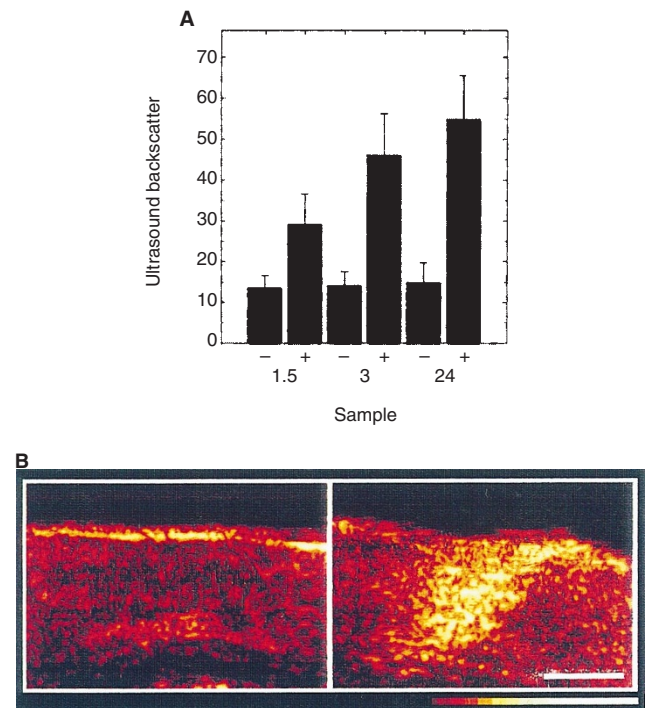 A
70
60
50
40
30
20
10
0
Ultrasound backscatter
– + – + – +
1.5 3 24
Sample
B